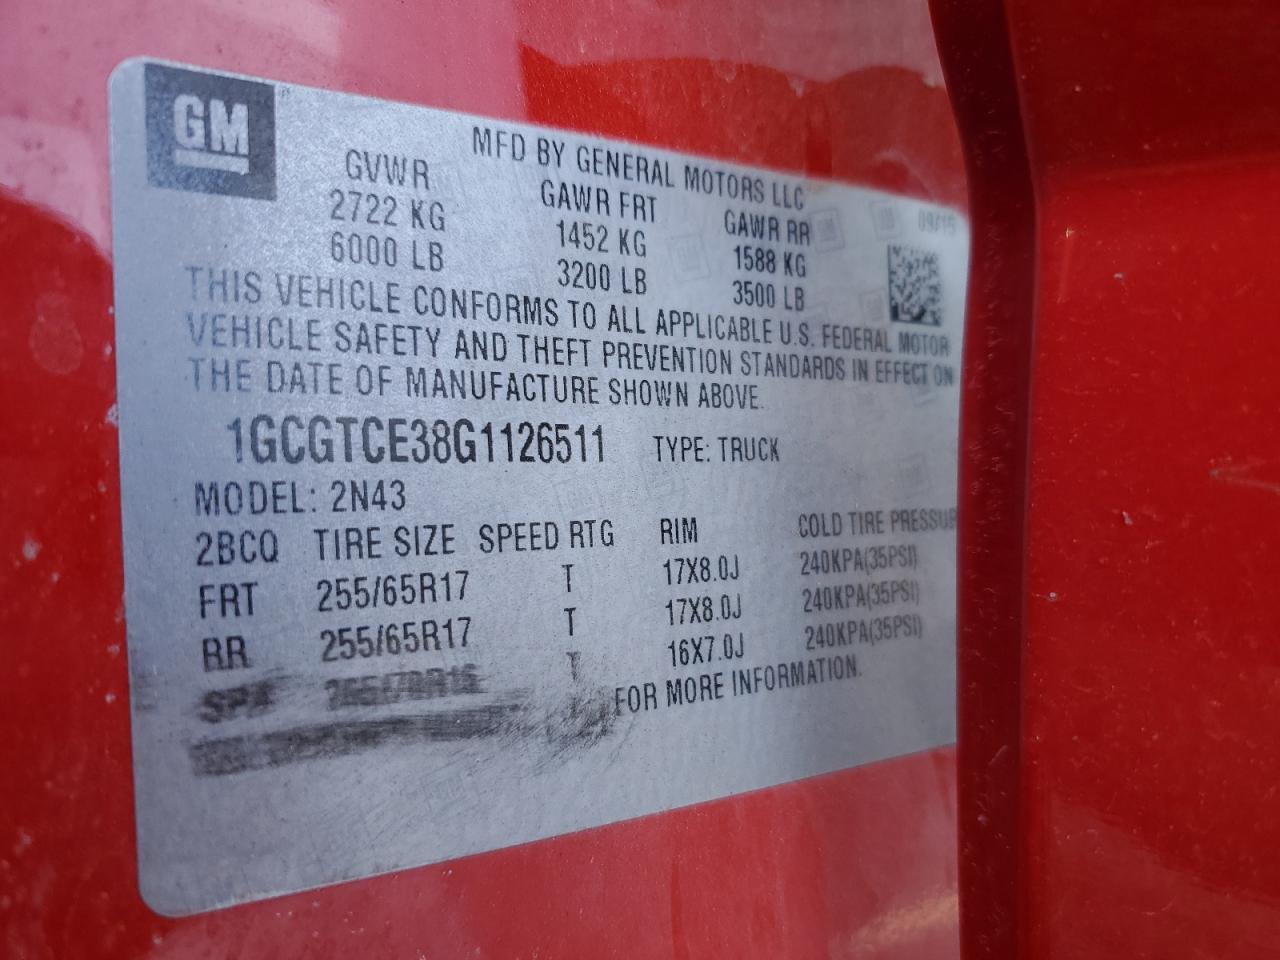 GM
MFD BY GENERAL MOTORS LLC
GVWR GAWR FRT GAWR RR 09/15
2722 KG 1452 KG 1588 KG
6000 LB 3200 LB 3500 LB
THIS VEHICLE CONFORMS TO ALL APPLICABLE U.S. FEDERAL MOTOR
VEHICLE SAFETY AND THEFT PREVENTION STANDARDS IN EFFECT ON
THE DATE OF MANUFACTURE SHOWN ABOVE.
1GCGTCE38G1126511 TYPE: TRUCK
MODEL: 2N43
2BCQ TIRE SIZE SPEED RTG RIM COLD TIRE PRESSUR
FRT 255/65R17 T 17X8.0J 240KPA(35PSI)
RR 255/65R17 T 17X8.0J 240KPA(35PSI)
SPA T 16X7.0J 240KPA(35PSI)
FOR MORE INFORMATION.